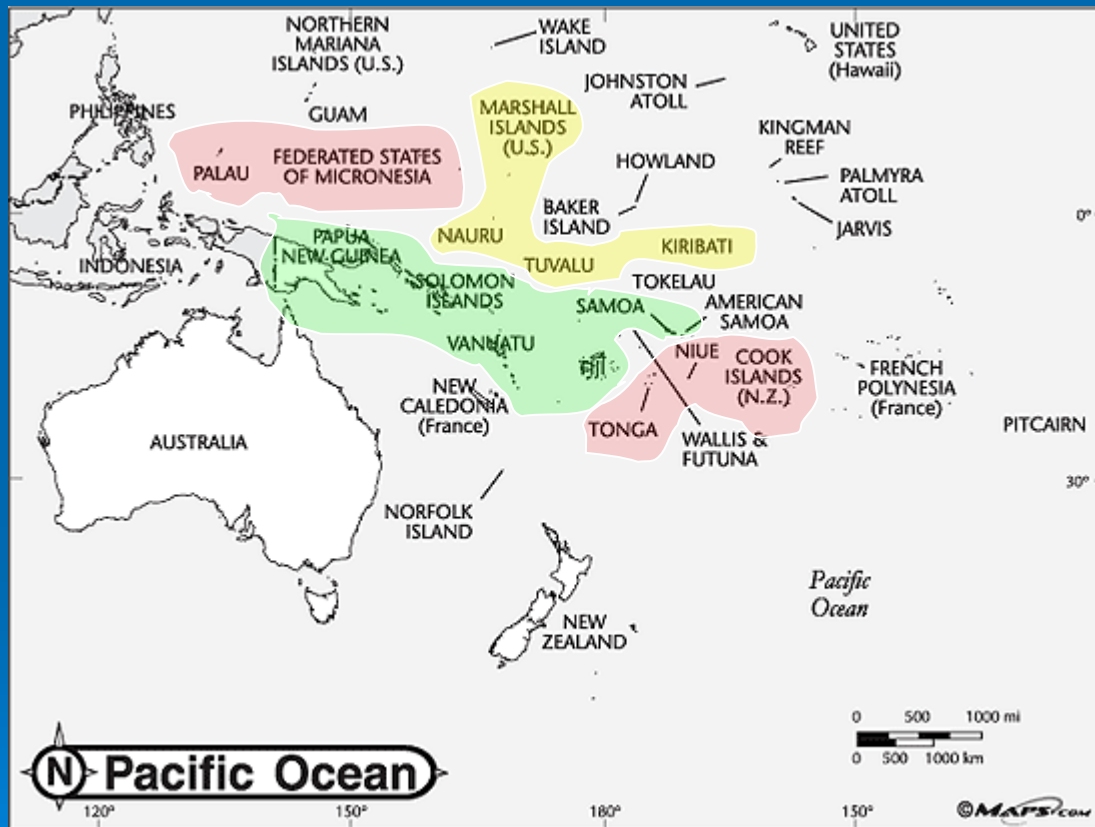 NORTHERN
MARIANA
ISLANDS (U.S.)
WAKE
ISLAND
UNITED
STATES
(Hawaii)
JOHNSTON
ATOLL
PHILIPPINES
GUAM
MARSHALL
ISLANDS
(U.S.)
KINGMAN
REEF
PALAU
FEDERATED STATES
OF MICRONESIA
HOWLAND
PALMYRA
ATOLL
BAKER
ISLAND
JARVIS
0°
NAURU
KIRIBATI
PAPUA
NEW GUINEA
INDONESIA
TUVALU
SOLOMON
ISLANDS
TOKELAU
SAMOA
AMERICAN
SAMOA
VANUATU
FIJI
NIUE
COOK
ISLANDS
(N.Z.)
FRENCH
POLYNESIA
(France)
NEW
CALEDONIA
(France)
TONGA
WALLIS &
FUTUNA
PITCAIRN
AUSTRALIA
30°
NORFOLK
ISLAND
Pacific
Ocean
NEW
ZEALAND
0 500 1000 mi
0 500 1000 km
N Pacific Ocean
120° 150° 180° 150°
©MAPS.COM